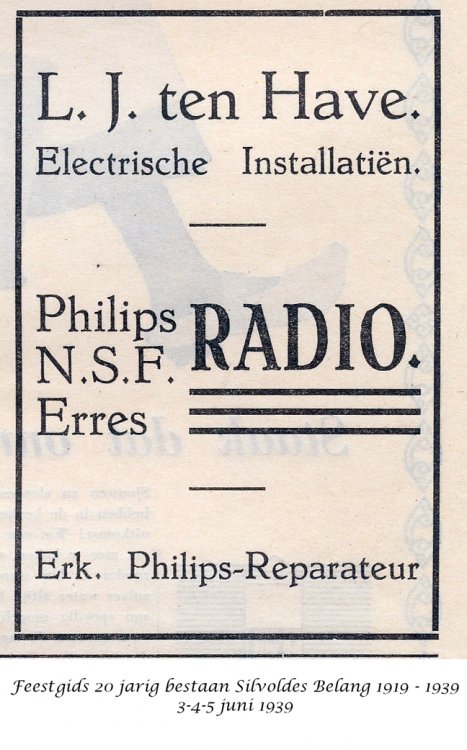 L. J. ten Have.
Electrische Installatiën.
Philips
N.S.F.
Erres
RADIO.
Erk. Philips-Reparateur
Feestgids 20 jarig bestaan Silvoldes Belang 1919 - 1939
3-4-5 juni 1939